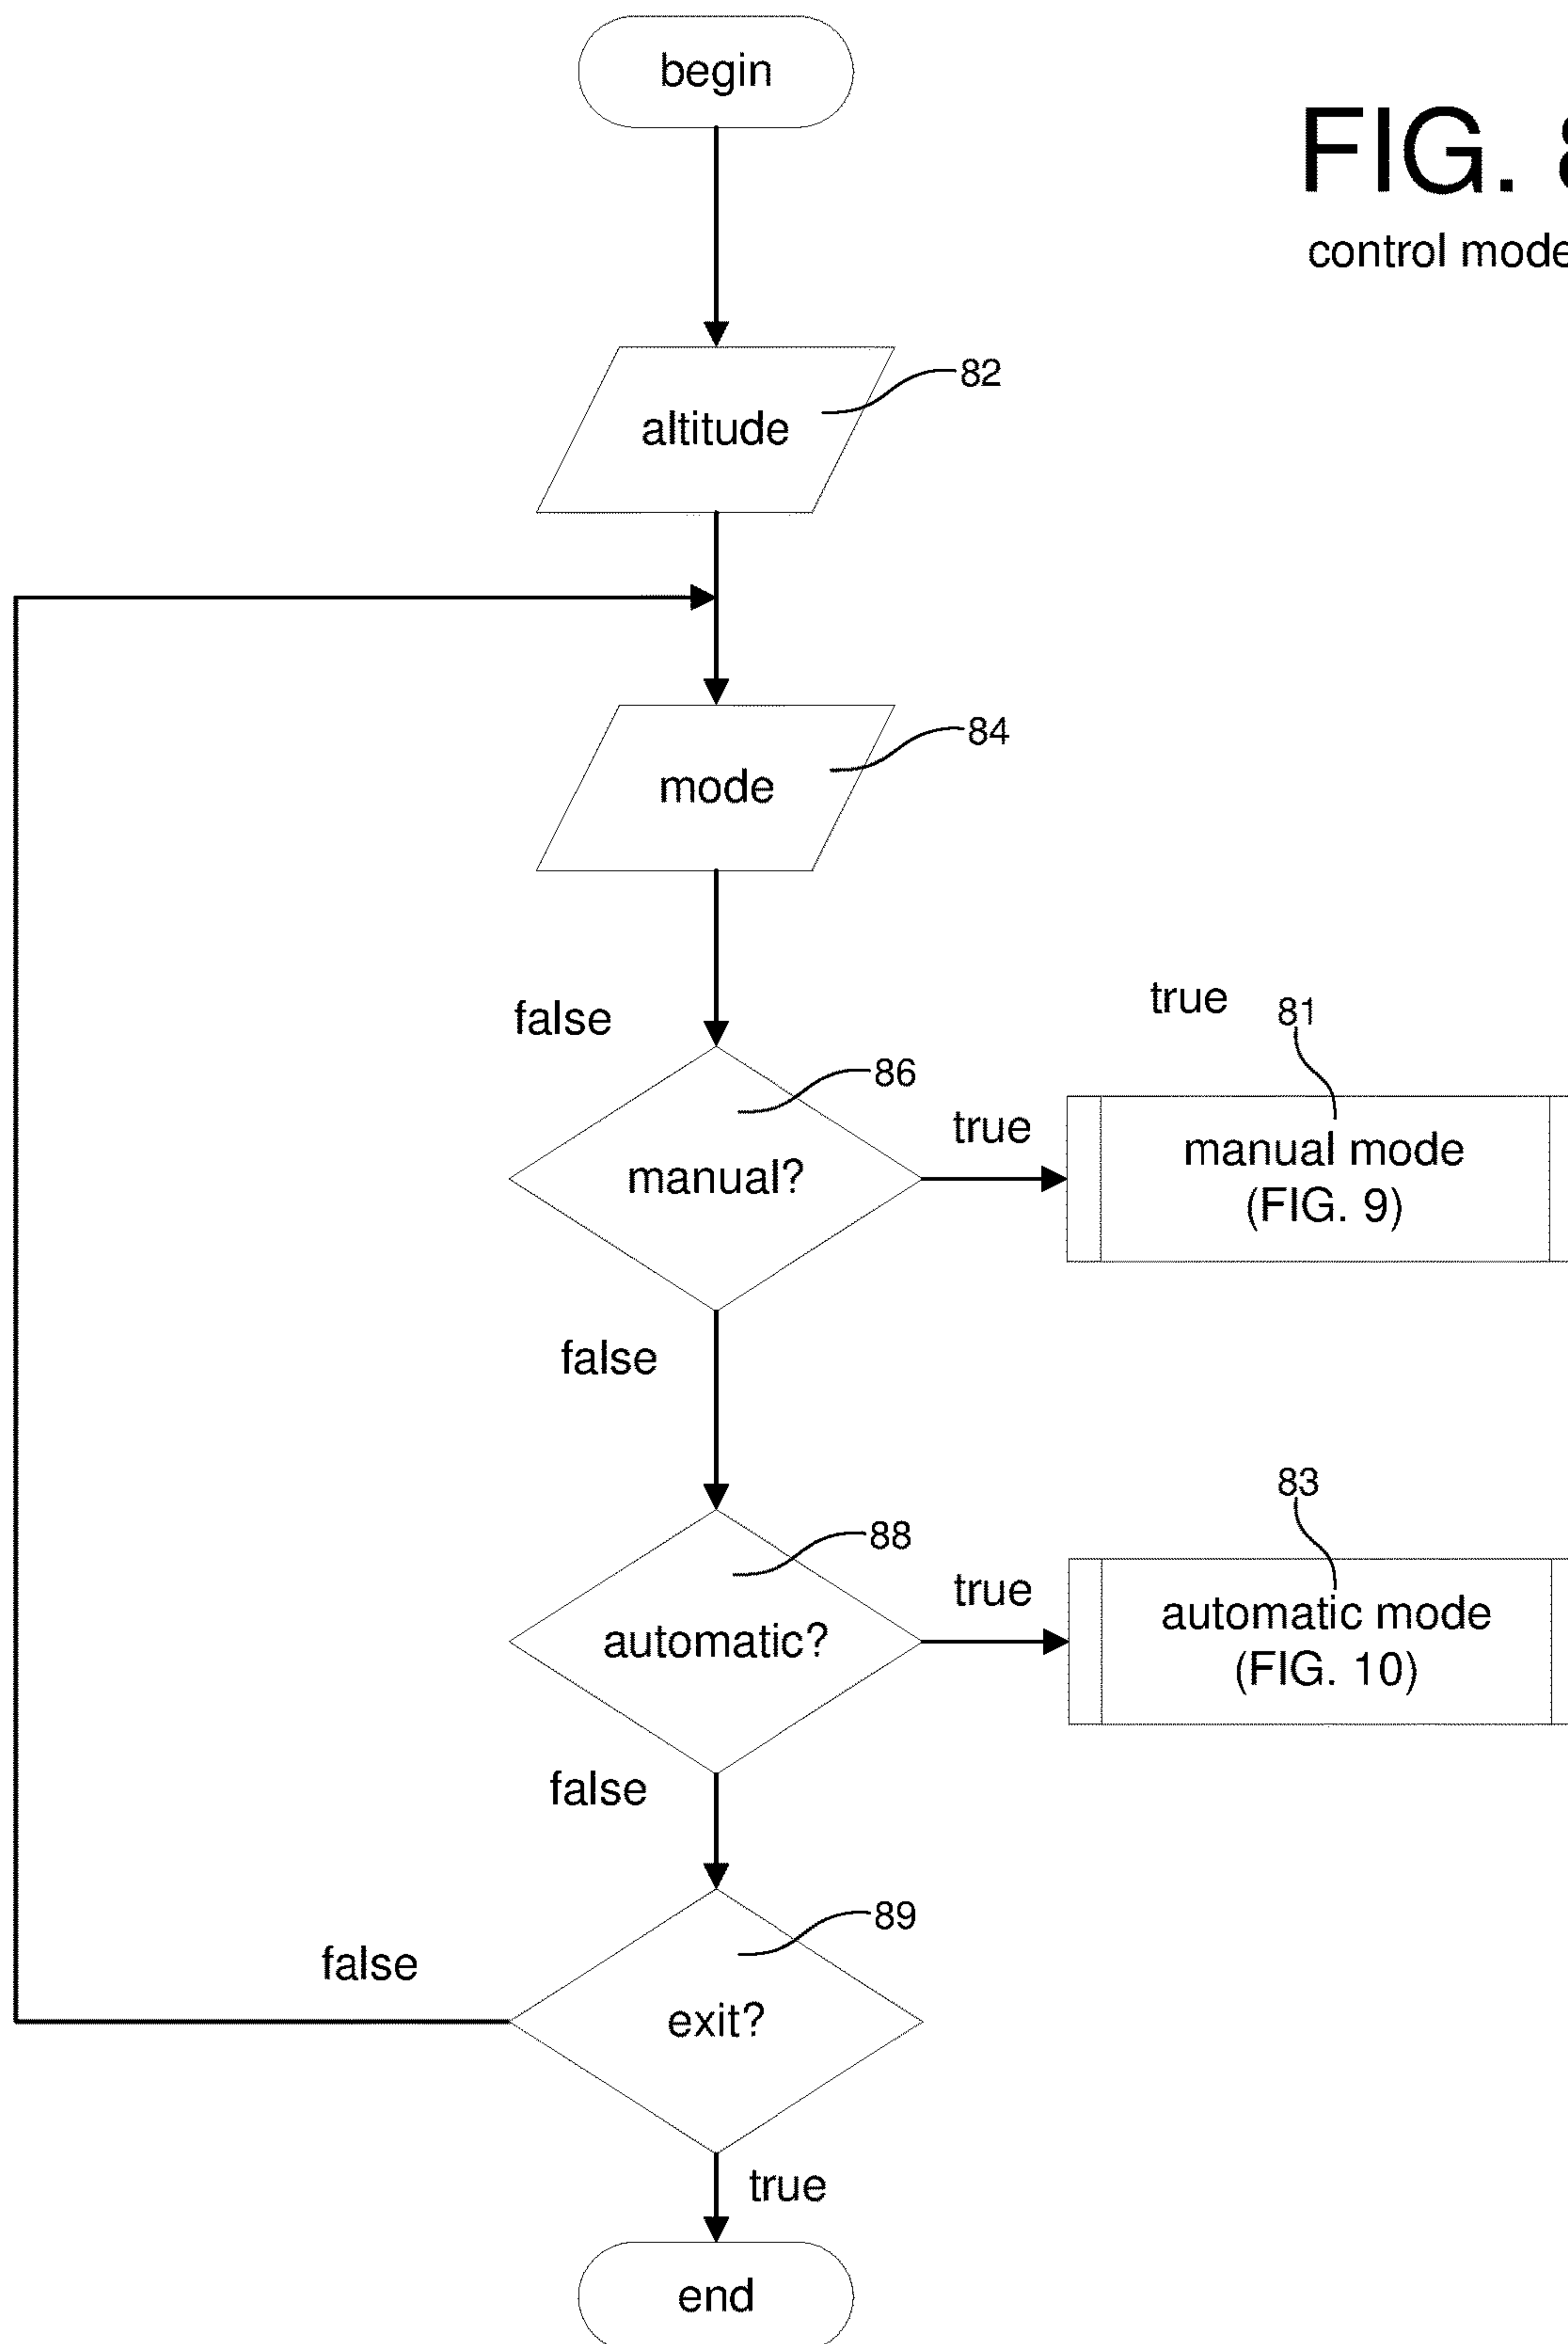 begin
FIG. 8
control mode
82
altitude
84
mode
false
true
81
86
true
manual mode
(FIG. 9)
manual?
false
83
88
true
automatic mode
(FIG. 10)
automatic?
false
89
false
exit?
true
end